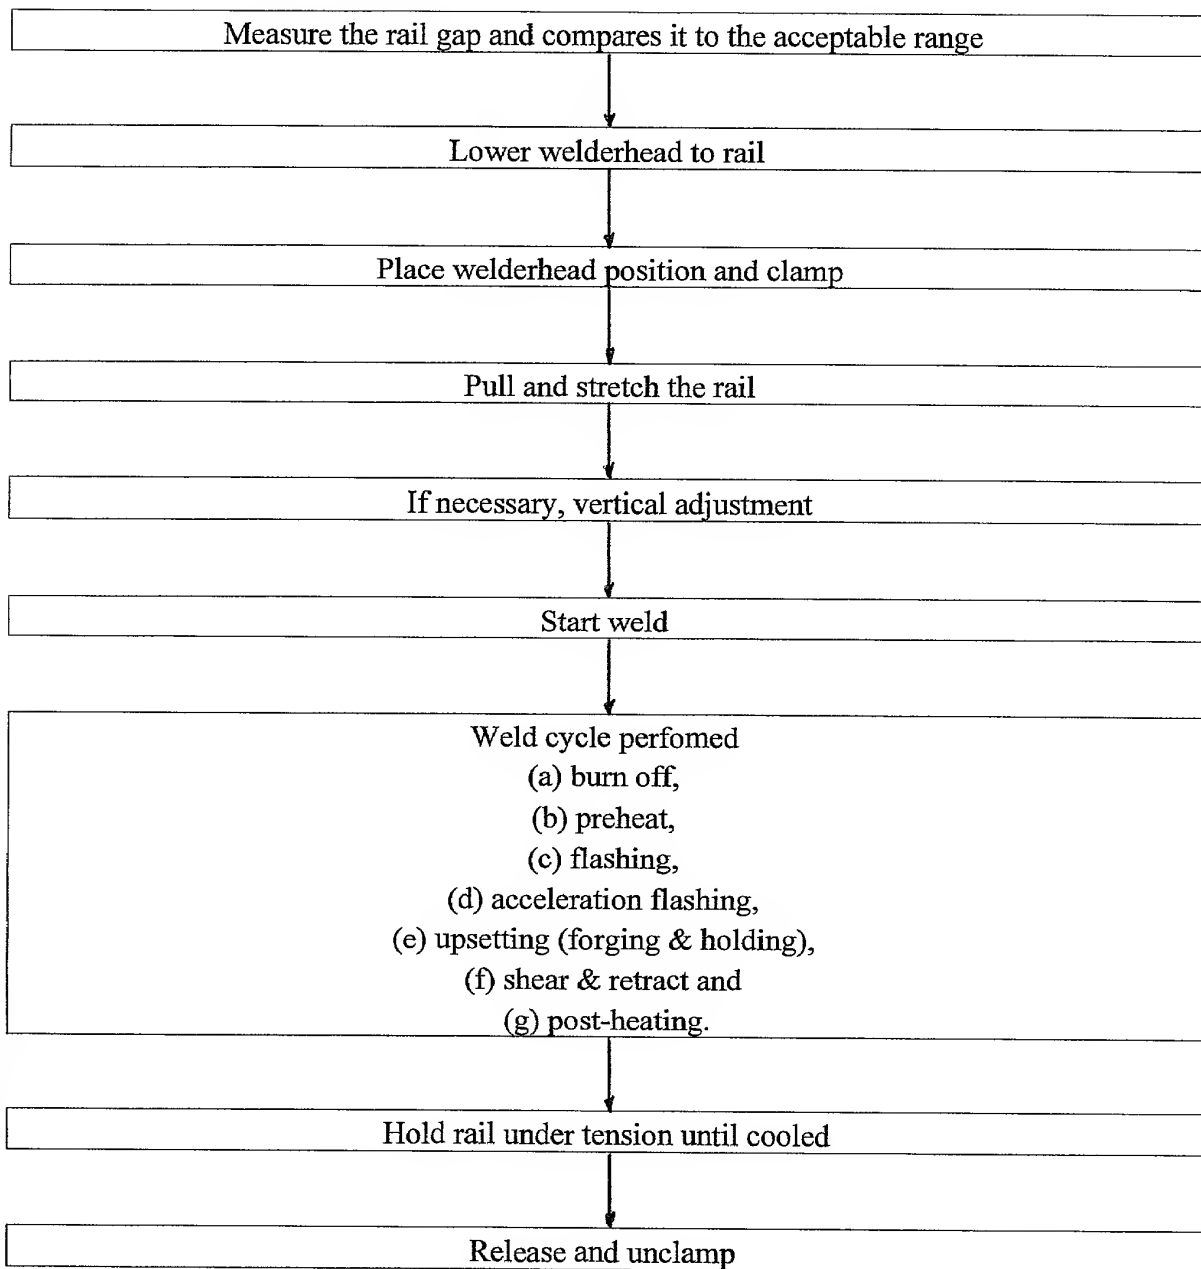 Measure the rail gap and compares it to the acceptable range
Lower welderhead to rail
Place welderhead position and clamp
Pull and stretch the rail
If necessary, vertical adjustment
Start weld
Weld cycle perfomed
(a) burn off,
(b) preheat,
(c) flashing,
(d) acceleration flashing,
(e) upsetting (forging & holding),
(f) shear & retract and
(g) post-heating.
Hold rail under tension until cooled
Release and unclamp